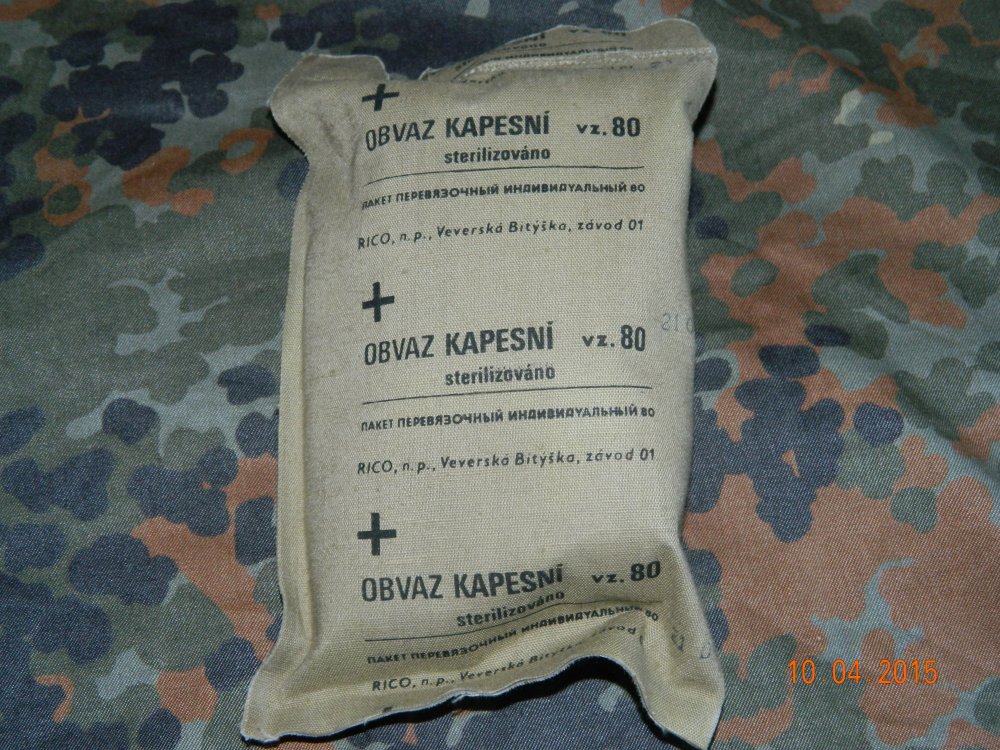 závodu
+
OBVAZ KAPESNÍ vz. 80
sterilizováno
ПАКЕТ ПЕРЕВЯЗОЧНЫЙ ИНДИВИДУАЛЬНЫЙ 80
RICO, n.p., Veverská Bitýška, závod 01
+
OBVAZ KAPESNÍ vz. 80
sterilizováno
ПАКЕТ ПЕРЕВЯЗОЧНЫЙ ИНДИВИДУАЛЬНЫЙ 80
RICO, n.p., Veverská Bitýška, závod 01
+
OBVAZ KAPESNÍ vz. 80
sterilizováno
ПАКЕТ ПЕРЕВЯЗОЧНЫЙ ИНДИВИДУАЛЬНЫЙ 80
RICO, n.p., Veverská Bitýška, závod
10 04 2015